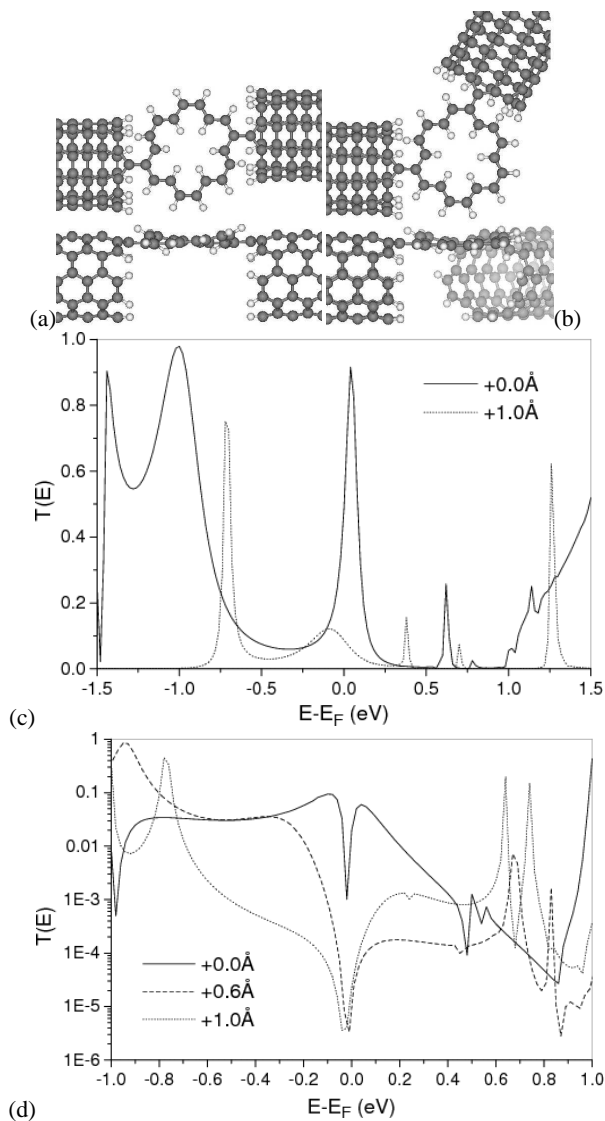 (a)
(b)
1.0
0.8
0.6
0.4
0.2
0.0
T(E)
+0.0Å
+1.0Å
-1.5 -1.0 -0.5 0.0 0.5 1.0 1.5
E-E_F (eV)
(c)
1
0.1
0.01
1E-3
1E-4
1E-5
1E-6
T(E)
+0.0Å
+0.6Å
+1.0Å
-1.0 -0.8 -0.6 -0.4 -0.2 0.0 0.2 0.4 0.6 0.8 1.0
E-E_F (eV)
(d)